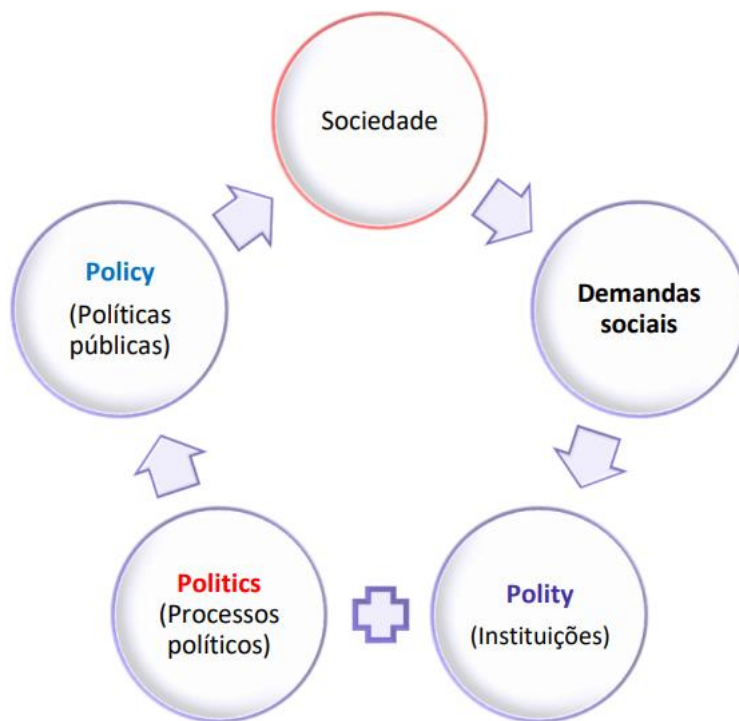 Sociedade
Demandas
sociais
Polity
(Instituições)
Politics
(Processos
políticos)
Policy
(Políticas
públicas)